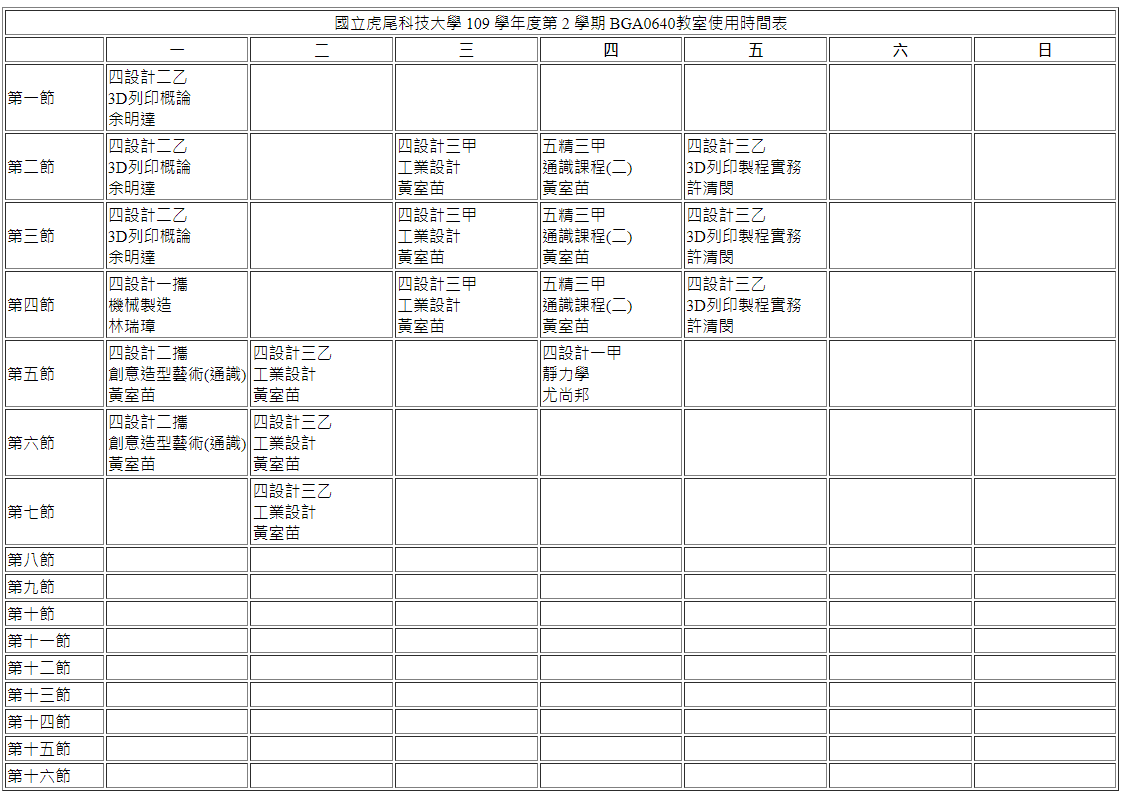 國立虎尾科技大學 109 學年度第 2 學期 BGA0640教室使用時間表
一 二 三 四 五 六 日
第一節
四設計二乙
3D列印概論
余明達
第二節
四設計二乙
3D列印概論
余明達
四設計三甲
工業設計
黃室苗
五精三甲
通識課程(二)
黃室苗
四設計三乙
3D列印製程實務
許清閔
第三節
四設計二乙
3D列印概論
余明達
四設計三甲
工業設計
黃室苗
五精三甲
通識課程(二)
黃室苗
四設計三乙
3D列印製程實務
許清閔
第四節
四設計一攜
機械製造
林瑞璋
四設計三甲
工業設計
黃室苗
五精三甲
通識課程(二)
黃室苗
四設計三乙
3D列印製程實務
許清閔
第五節
四設計二攜
創意造型藝術(通識)
黃室苗
四設計三乙
工業設計
黃室苗
四設計一甲
靜力學
尤尚邦
第六節
四設計二攜
創意造型藝術(通識)
黃室苗
四設計三乙
工業設計
黃室苗
第七節
四設計三乙
工業設計
黃室苗
第八節
第九節
第十節
第十一節
第十二節
第十三節
第十四節
第十五節
第十六節